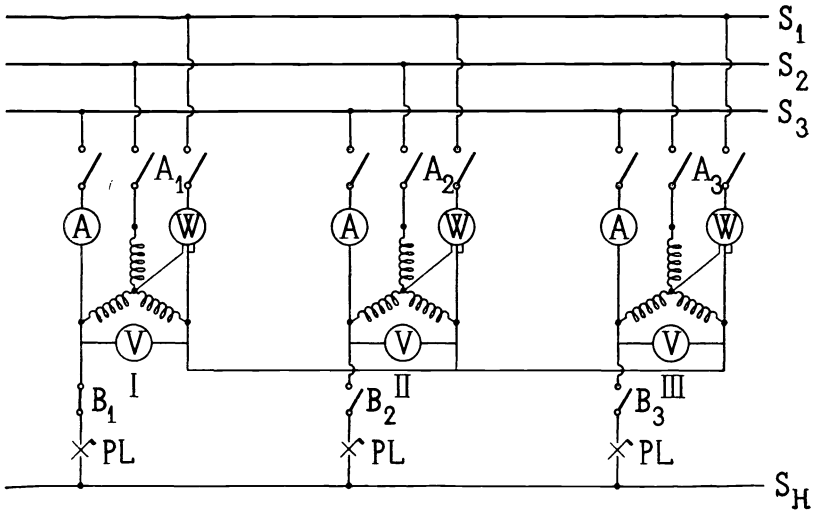 S1
S2
S3
A1 A2 A3
A W A W A W
V V V
I II III
B1 B2 B3
PL PL PL
SH